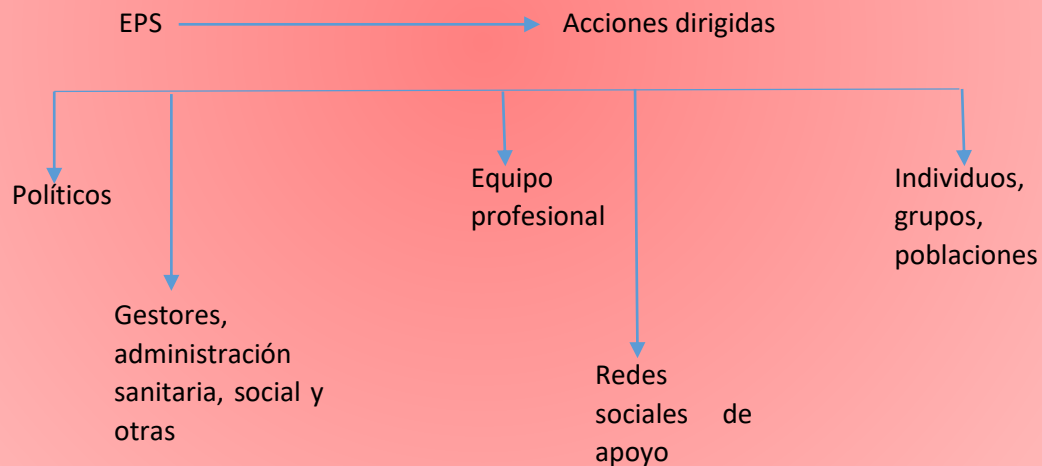 EPS
Acciones dirigidas
Políticos
Gestores,
administración
sanitaria, social y
otras
Equipo
profesional
Redes
sociales de
apoyo
Individuos,
grupos,
poblaciones